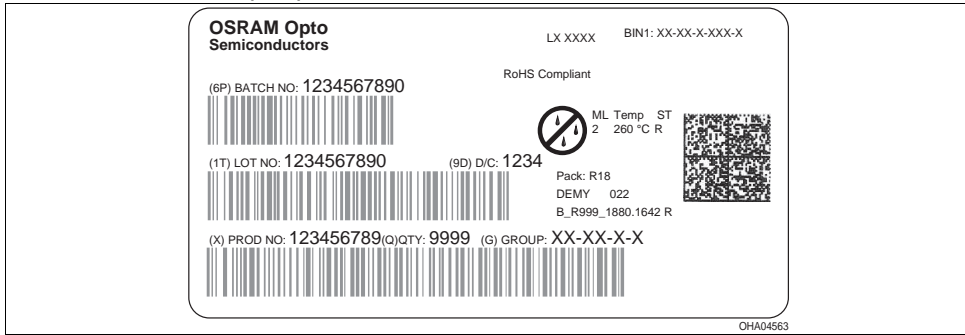 OSRAM Opto
Semiconductors
LX XXXX
BIN1: XX-XX-X-XXX-X
RoHS Compliant
(6P) BATCH NO: 1234567890
ML Temp ST
2 260 °C R
(1T) LOT NO: 1234567890 (9D) D/C: 1234
Pack: R18
DEMY 022
B_R999_1880.1642 R
(X) PROD NO: 123456789(Q)QTY: 9999 (G) GROUP: XX-XX-X-X
OHA04563